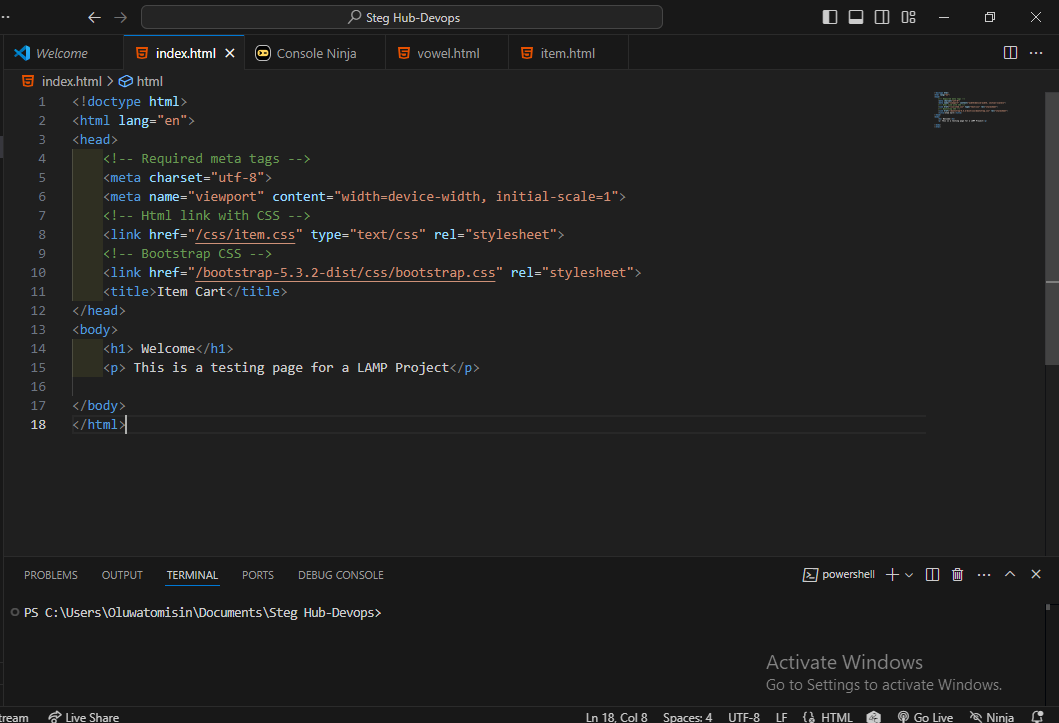 Steg Hub-Devops
Welcome
index.html
Console Ninja
vowel.html
item.html
index.html > html
1 <!doctype html>
2 <html lang="en">
3 <head>
4 <!-- Required meta tags -->
5 <meta charset="utf-8">
6 <meta name="viewport" content="width=device-width, initial-scale=1">
7 <!-- Html link with CSS -->
8 <link href="/css/item.css" type="text/css" rel="stylesheet">
9 <!-- Bootstrap CSS -->
10 <link href="/bootstrap-5.3.2-dist/css/bootstrap.css" rel="stylesheet">
11 <title>Item Cart</title>
12 </head>
13 <body>
14 <h1> Welcome</h1>
15 <p> This is a testing page for a LAMP Project</p>
16
17 </body>
18 </html>
PROBLEMS OUTPUT TERMINAL PORTS DEBUG CONSOLE
powershell
PS C:\Users\Oluwatomisin\Documents\Steg Hub-Devops>
Activate Windows
Go to Settings to activate Windows.
tream Live Share Ln 18, Col 8 Spaces: 4 UTF-8 LF {} HTML Go Live Ninja